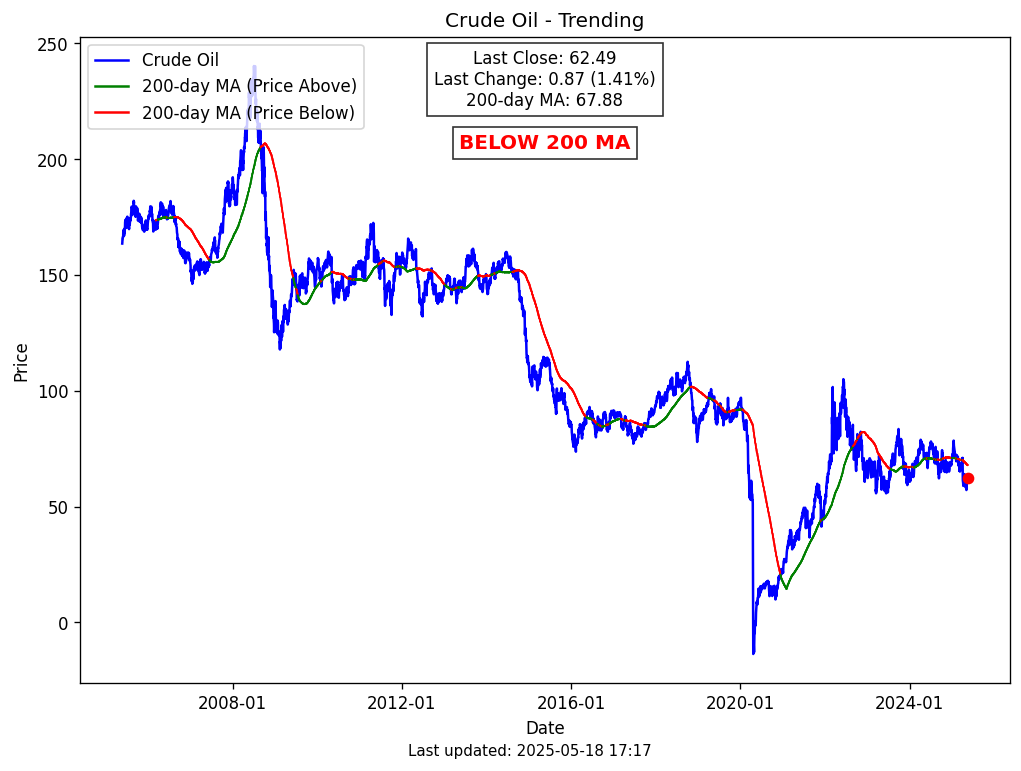 Crude Oil - Trending
Crude Oil
200-day MA (Price Above)
200-day MA (Price Below)
Last Close: 62.49
Last Change: 0.87 (1.41%)
200-day MA: 67.88
BELOW 200 MA
Price
250
200
150
100
50
0
2008-01
2012-01
2016-01
2020-01
2024-01
Date
Last updated: 2025-05-18 17:17